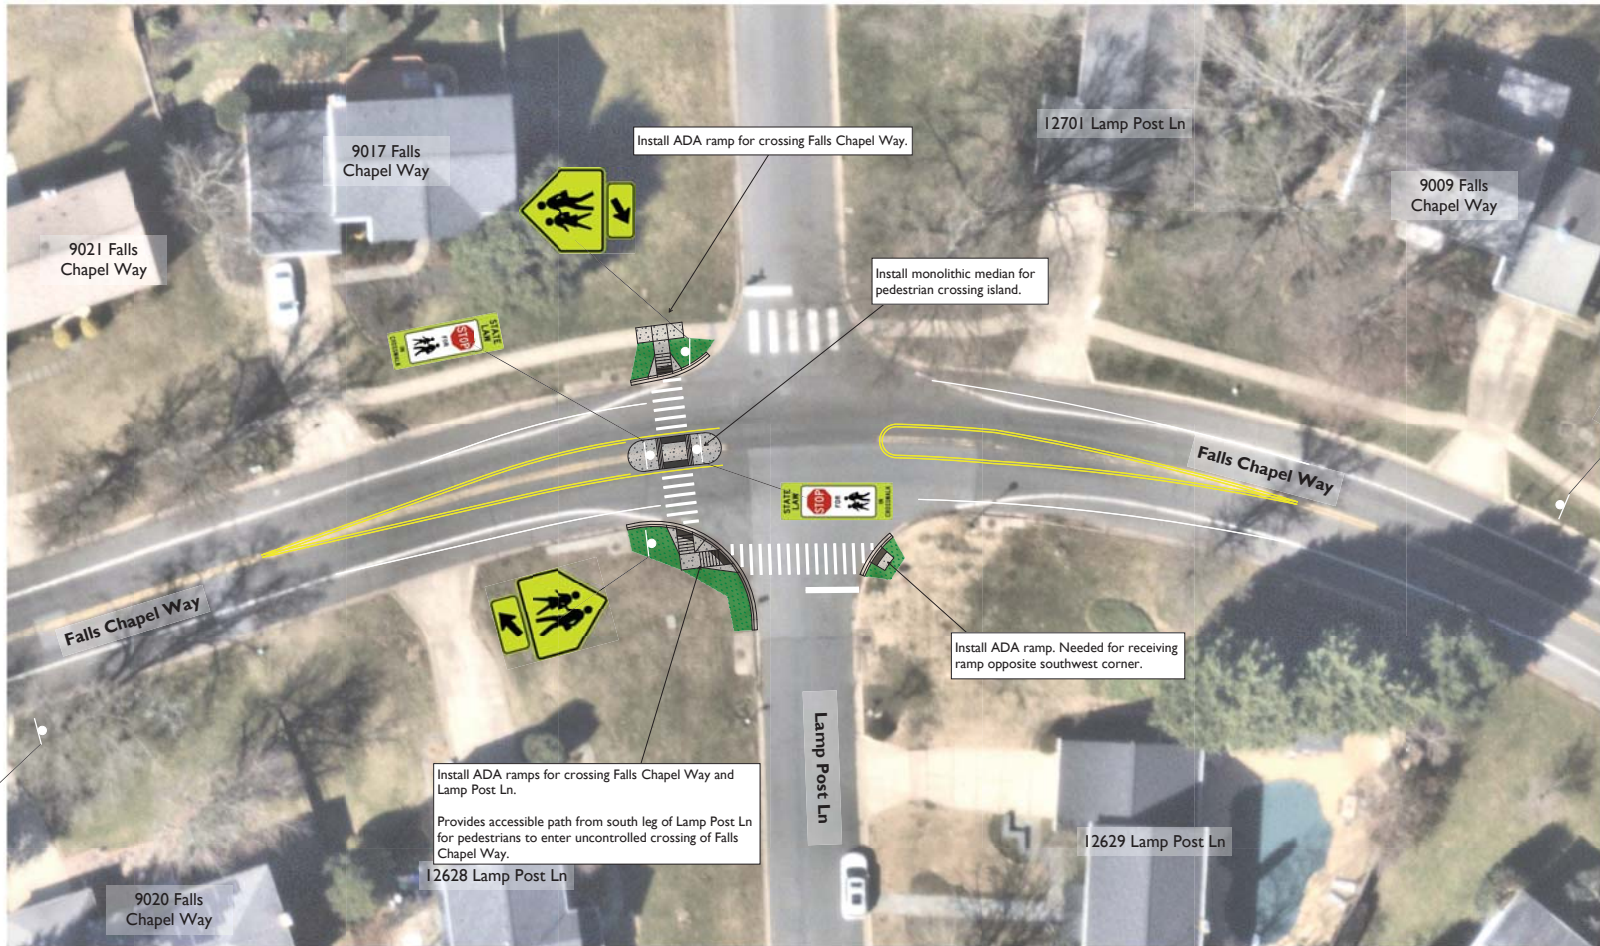 Install ADA ramp for crossing Falls Chapel Way.
12701 Lamp Post Ln
9017 Falls
Chapel Way
9009 Falls
Chapel Way
9021 Falls
Chapel Way
Install monolithic median for
pedestrian crossing island.
STATE
LAW
STOP
FOR
IN
CROSSWALK
Falls Chapel Way
STATE
LAW
STOP
FOR
IN
CROSSWALK
Falls Chapel Way
Install ADA ramp. Needed for receiving
ramp opposite southwest corner.
Lamp Post Ln
Install ADA ramps for crossing Falls Chapel Way and
Lamp Post Ln.
Provides accessible path from south leg of Lamp Post Ln
for pedestrians to enter uncontrolled crossing of Falls
Chapel Way.
12629 Lamp Post Ln
12628 Lamp Post Ln
9020 Falls
Chapel Way